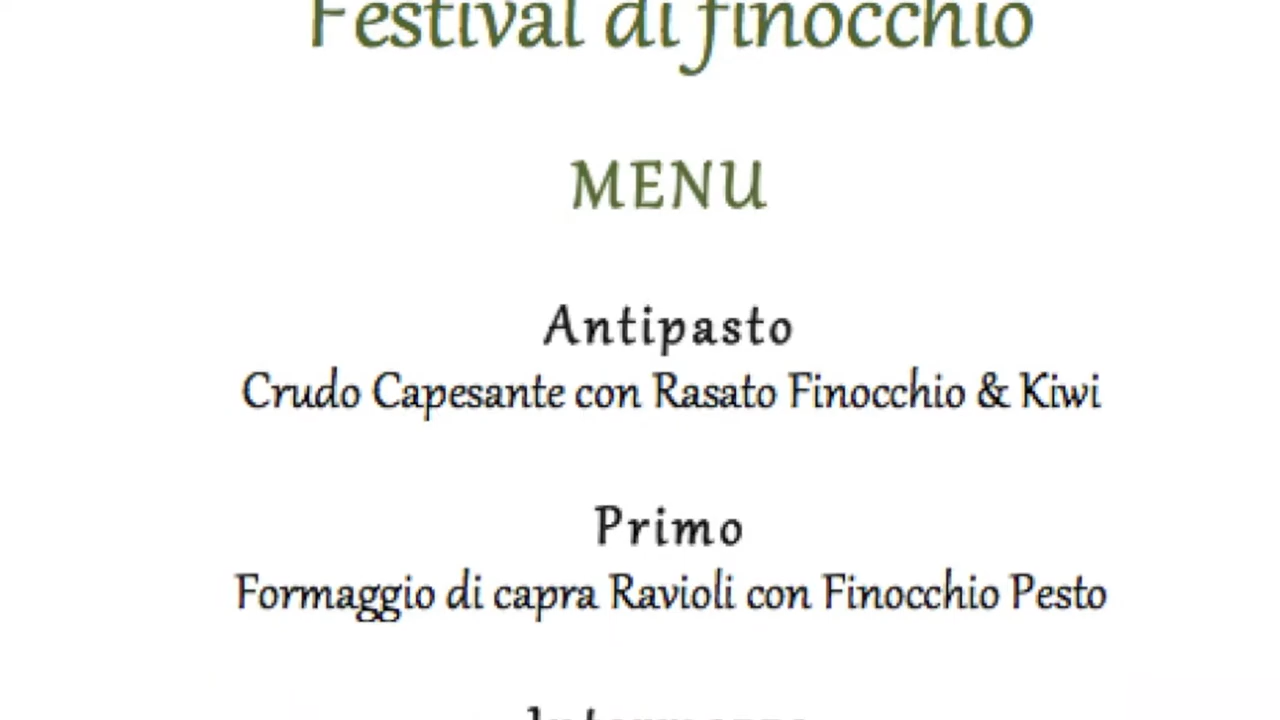 Festival di finocchio
MENU
Antipasto
Crudo Capesante con Rasato Finocchio & Kiwi
Primo
Formaggio di capra Ravioli con Finocchio Pesto
Intermezzo